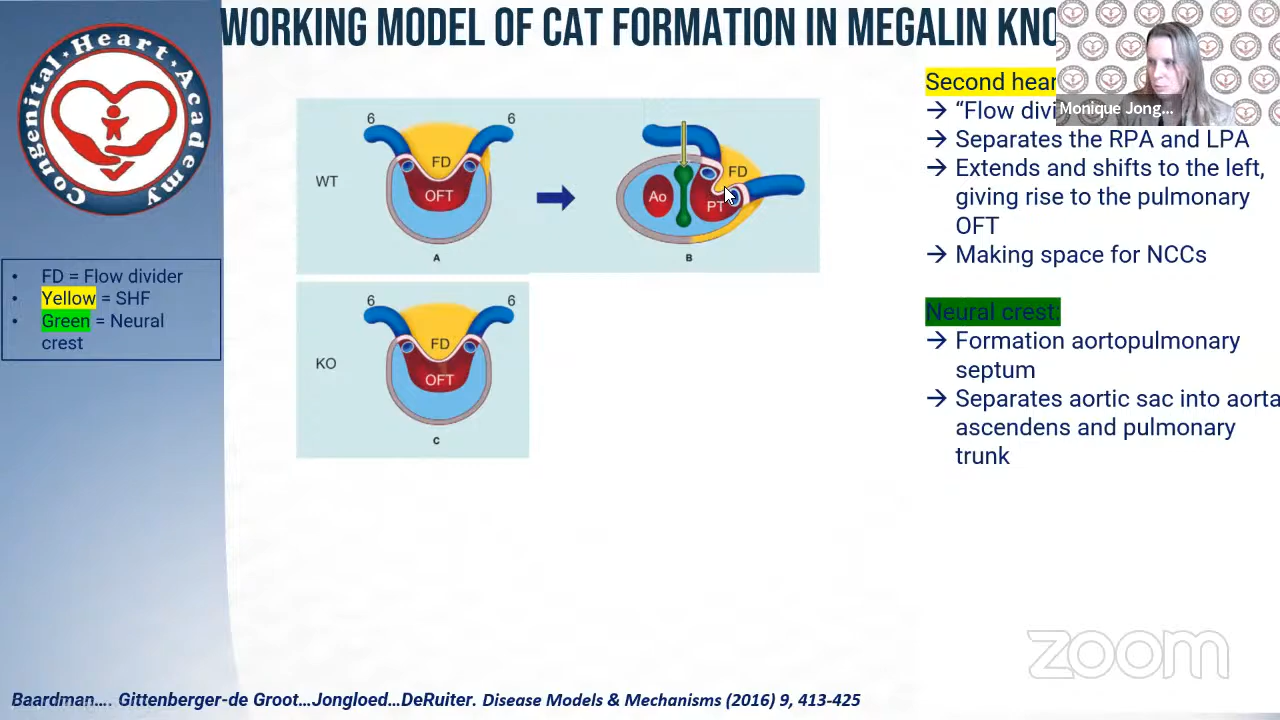 WORKING MODEL OF CAT FORMATION IN MEGALIN KNO
Congenital Heart Academy
Monique Jong...
• FD = Flow divider
• Yellow = SHF
• Green = Neural
crest
6 6
WT
FD
OFT
A
FD
Ao
PT
B
6 6
KO
FD
OFT
C
Second hear
→ “Flow divi
→ Separates the RPA and LPA
→ Extends and shifts to the left,
giving rise to the pulmonary
OFT
→ Making space for NCCs
Neural crest:
→ Formation aortopulmonary
septum
→ Separates aortic sac into aorta
ascendens and pulmonary
trunk
zoom
Baardman…. Gittenberger-de Groot…Jongloed…DeRuiter. Disease Models & Mechanisms (2016) 9, 413-425